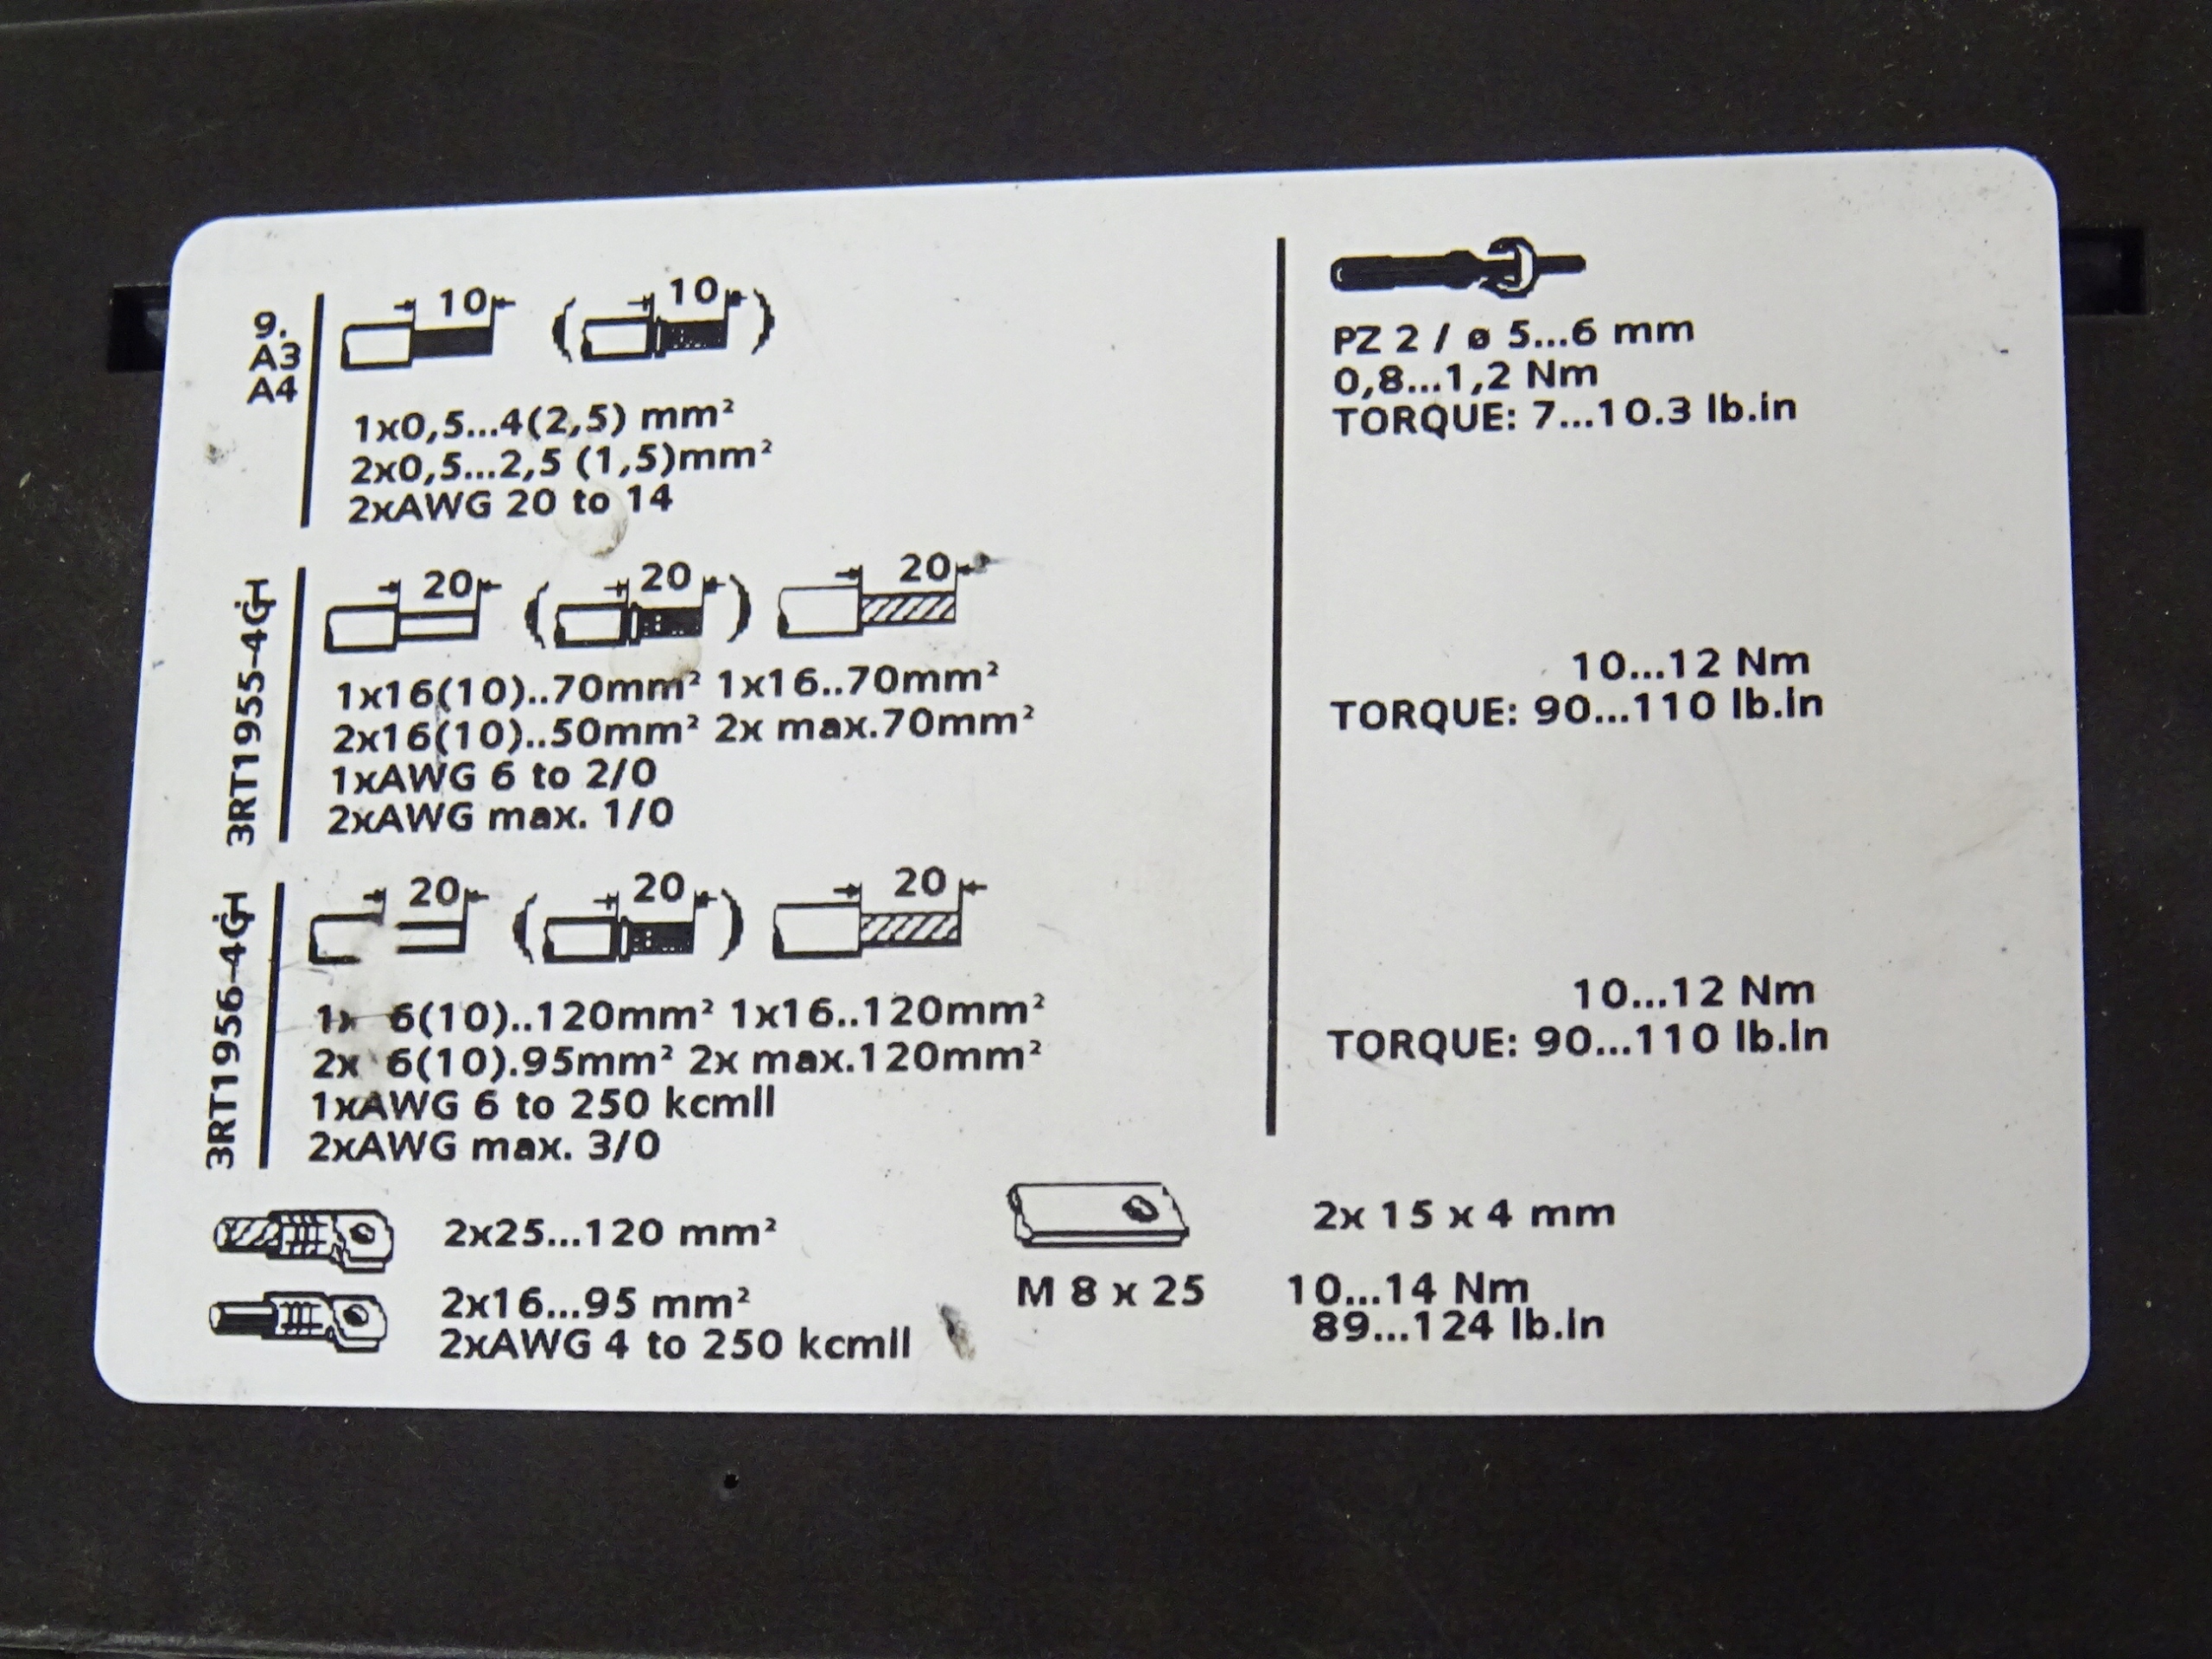 9.
A3
A4
10
10
1x0,5...4(2,5) mm²
2x0,5...2,5 (1,5)mm²
2xAWG 20 to 14
PZ 2 / ø 5...6 mm
0,8...1,2 Nm
TORQUE: 7...10.3 lb.in
3RT1955-4G
20
20
20
1x16(10)..70mm² 1x16..70mm²
2x16(10)..50mm² 2x max.70mm²
1xAWG 6 to 2/0
2xAWG max. 1/0
10...12 Nm
TORQUE: 90...110 lb.in
3RT1956-4G
20
20
20
1x 6(10)..120mm² 1x16..120mm²
2x 6(10).95mm² 2x max.120mm²
1xAWG 6 to 250 kcmil
2xAWG max. 3/0
10...12 Nm
TORQUE: 90...110 lb.in
2x25...120 mm²
2x 15 x 4 mm
2x16...95 mm²
2xAWG 4 to 250 kcmil
M 8 x 25
10...14 Nm
89...124 lb.in